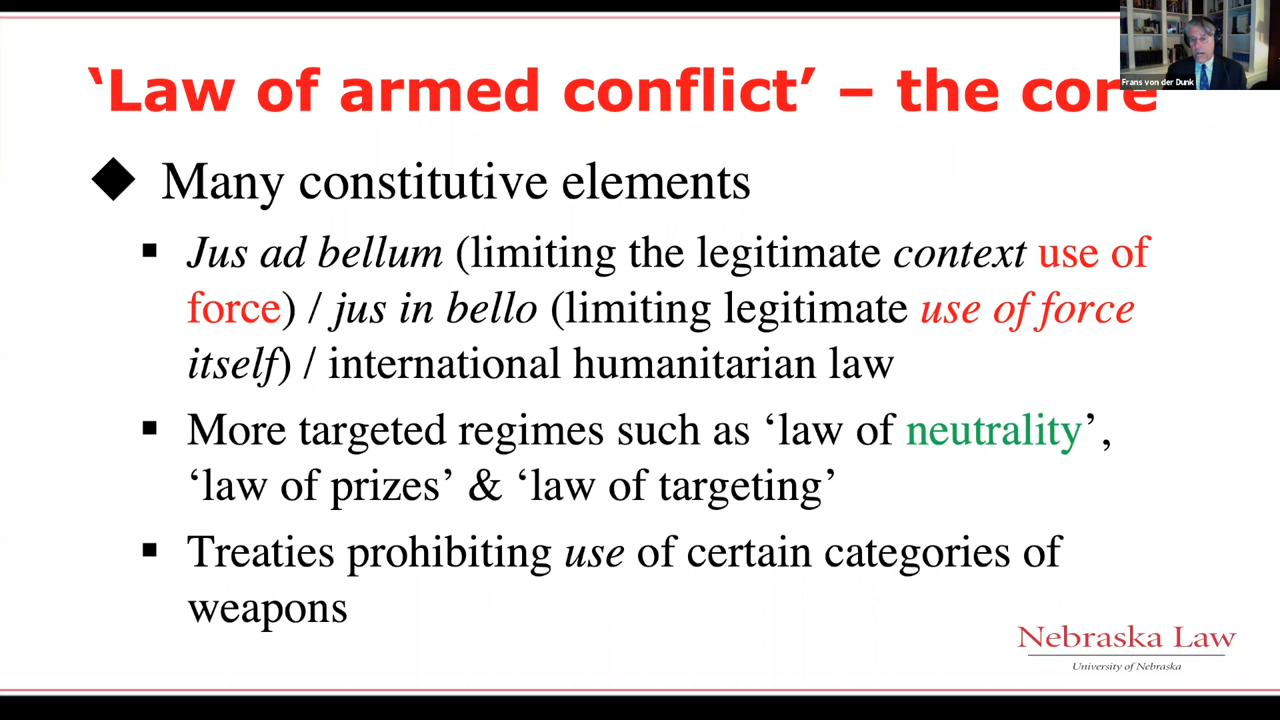 ‘Law of armed conflict’ – the core
Frans von der Dunk
Many constitutive elements
Jus ad bellum (limiting the legitimate context use of
force) / jus in bello (limiting legitimate use of force
itself) / international humanitarian law
More targeted regimes such as ‘law of neutrality’,
‘law of prizes’ & ‘law of targeting’
Treaties prohibiting use of certain categories of
weapons
Nebraska Law
University of Nebraska